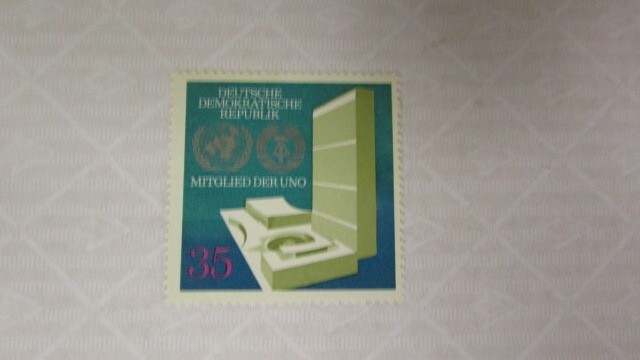 DEUTSCHE
DEMOKRATISCHE
REPUBLIK
MITGLIED DER UNO
35